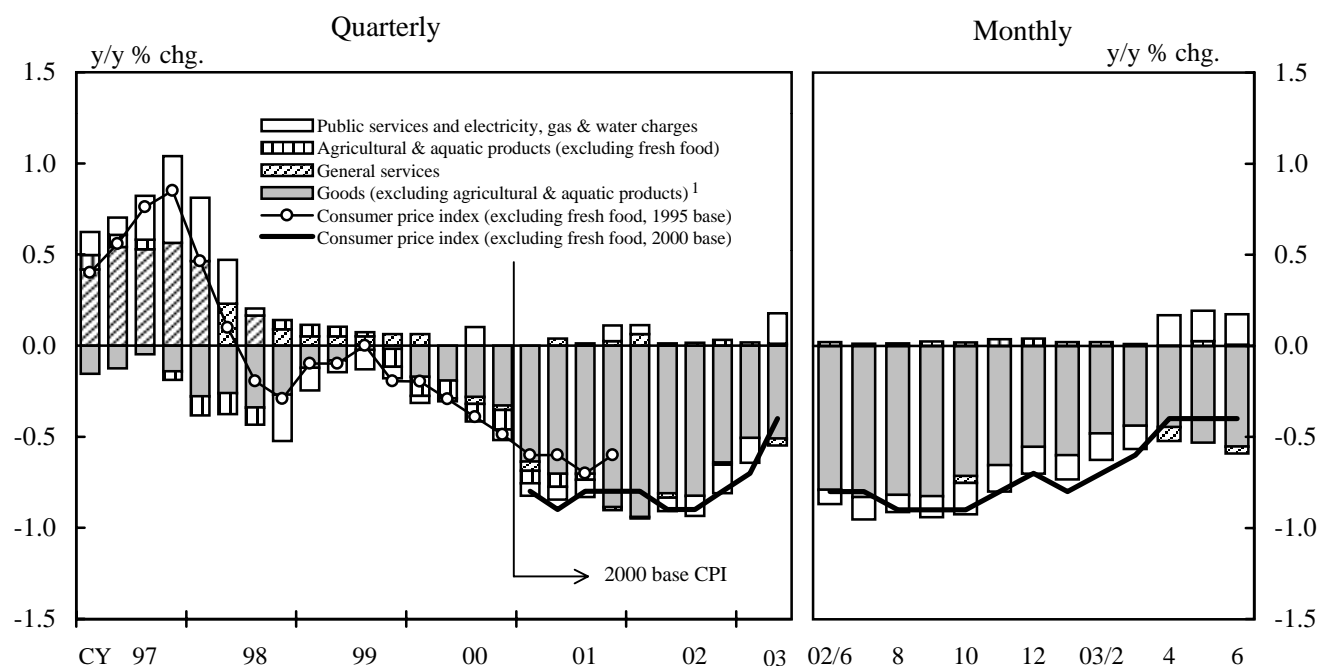 Quarterly
Monthly
y/y % chg.
y/y % chg.
1.5
1.0
0.5
0.0
-0.5
-1.0
-1.5
Public services and electricity, gas & water charges
Agricultural & aquatic products (excluding fresh food)
General services
Goods (excluding agricultural & aquatic products) 1
Consumer price index (excluding fresh food, 1995 base)
Consumer price index (excluding fresh food, 2000 base)
2000 base CPI
1.5
1.0
0.5
0.0
-0.5
-1.0
-1.5
CY 97 98 99 00 01 02 03
02/6 8 10 12 03/2 4 6